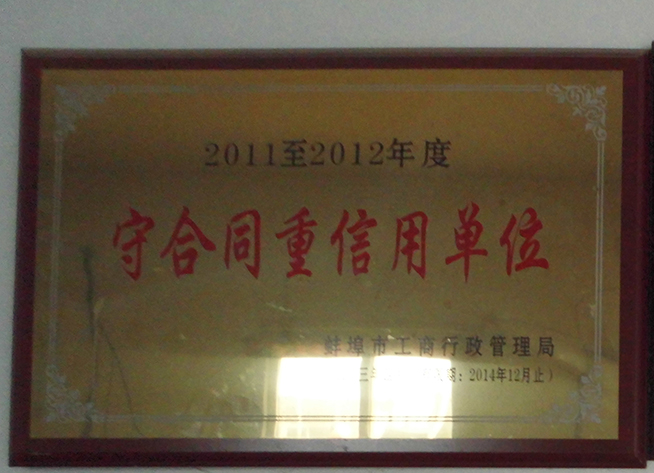 2011至2012年度
守合同重信用单位
蚌埠市工商行政管理局
三年 期：2014年12月止）